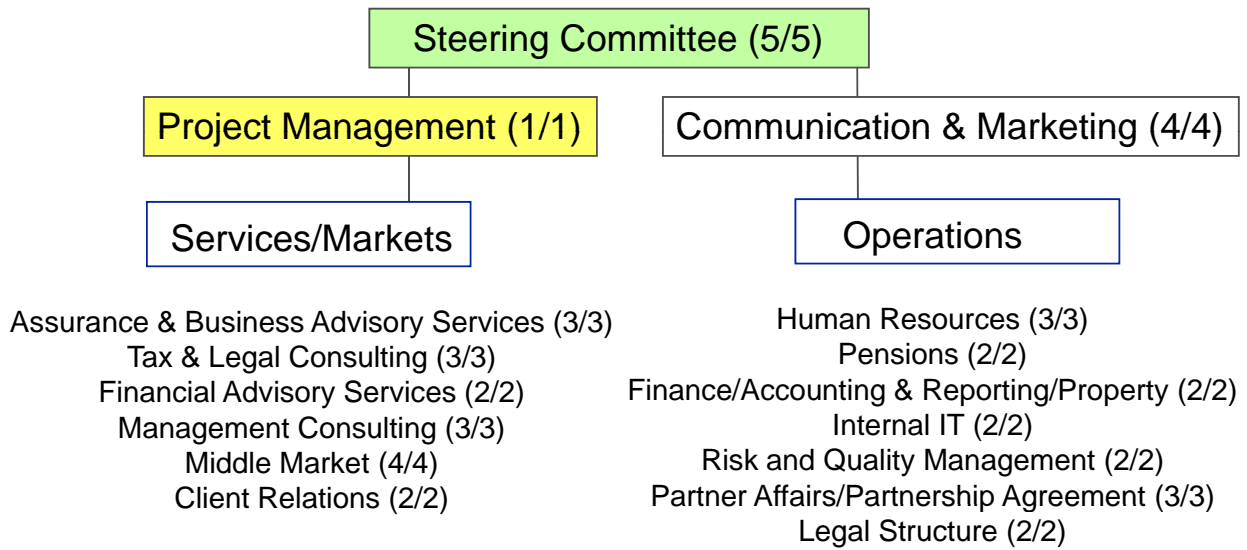 Steering Committee (5/5)
Project Management (1/1)
Communication & Marketing (4/4)
Services/Markets
Operations
Assurance & Business Advisory Services (3/3)
Tax & Legal Consulting (3/3)
Financial Advisory Services (2/2)
Management Consulting (3/3)
Middle Market (4/4)
Client Relations (2/2)
Human Resources (3/3)
Pensions (2/2)
Finance/Accounting & Reporting/Property (2/2)
Internal IT (2/2)
Risk and Quality Management (2/2)
Partner Affairs/Partnership Agreement (3/3)
Legal Structure (2/2)